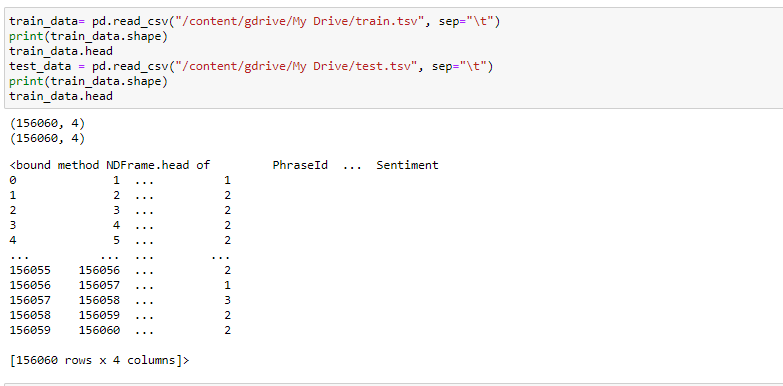 train_data= pd.read_csv("/content/gdrive/My Drive/train.tsv", sep="\t")
print(train_data.shape)
train_data.head
test_data = pd.read_csv("/content/gdrive/My Drive/test.tsv", sep="\t")
print(train_data.shape)
train_data.head
(156060, 4)
(156060, 4)
<bound method NDFrame.head of         PhraseId  ...  Sentiment
0              1  ...          1
1              2  ...          2
2              3  ...          2
3              4  ...          2
4              5  ...          2
...          ...  ...        ...
156055    156056  ...          2
156056    156057  ...          1
156057    156058  ...          3
156058    156059  ...          2
156059    156060  ...          2
[156060 rows x 4 columns]>